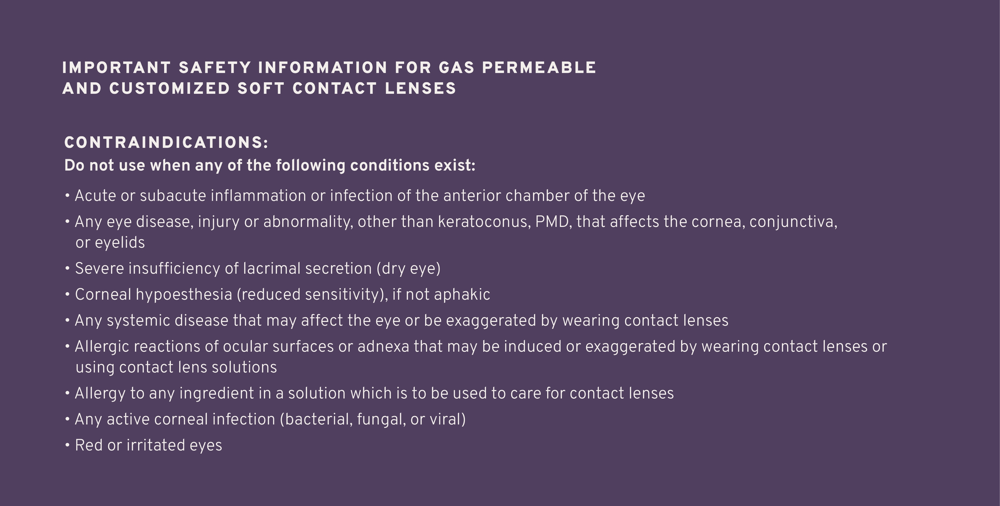 IMPORTANT SAFETY INFORMATION FOR GAS PERMEABLE
AND CUSTOMIZED SOFT CONTACT LENSES
CONTRAINDICATIONS:
Do not use when any of the following conditions exist:
• Acute or subacute inflammation or infection of the anterior chamber of the eye
• Any eye disease, injury or abnormality, other than keratoconus, PMD, that affects the cornea, conjunctiva,
or eyelids
• Severe insufficiency of lacrimal secretion (dry eye)
• Corneal hypoesthesia (reduced sensitivity), if not aphakic
• Any systemic disease that may affect the eye or be exaggerated by wearing contact lenses
• Allergic reactions of ocular surfaces or adnexa that may be induced or exaggerated by wearing contact lenses or
using contact lens solutions
• Allergy to any ingredient in a solution which is to be used to care for contact lenses
• Any active corneal infection (bacterial, fungal, or viral)
• Red or irritated eyes